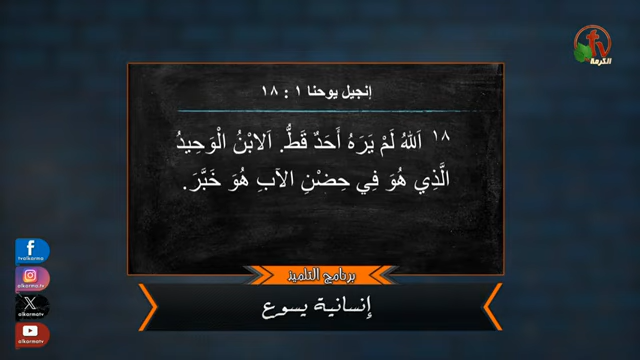 tv
الكرمة
إنجيل يوحنا ١ : ١٨
١٨ اَللهُ لَمْ يَرَهُ أَحَدٌ قَطُّ. اَلابْنُ الْوَحِيدُ
الَّذِي هُوَ فِي حِضْنِ الآبِ هُوَ خَبَّرَ.
برنامج التلميذ
إنسانية يسوع
tvalkarma
alkarma.tv
alkarmatv
alkarmatv